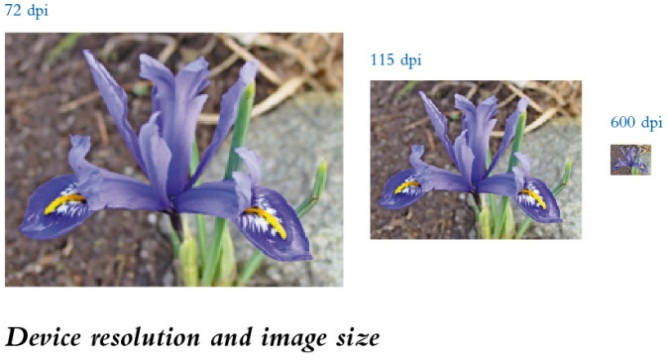 72 dpi
115 dpi
600 dpi
Device resolution and image size